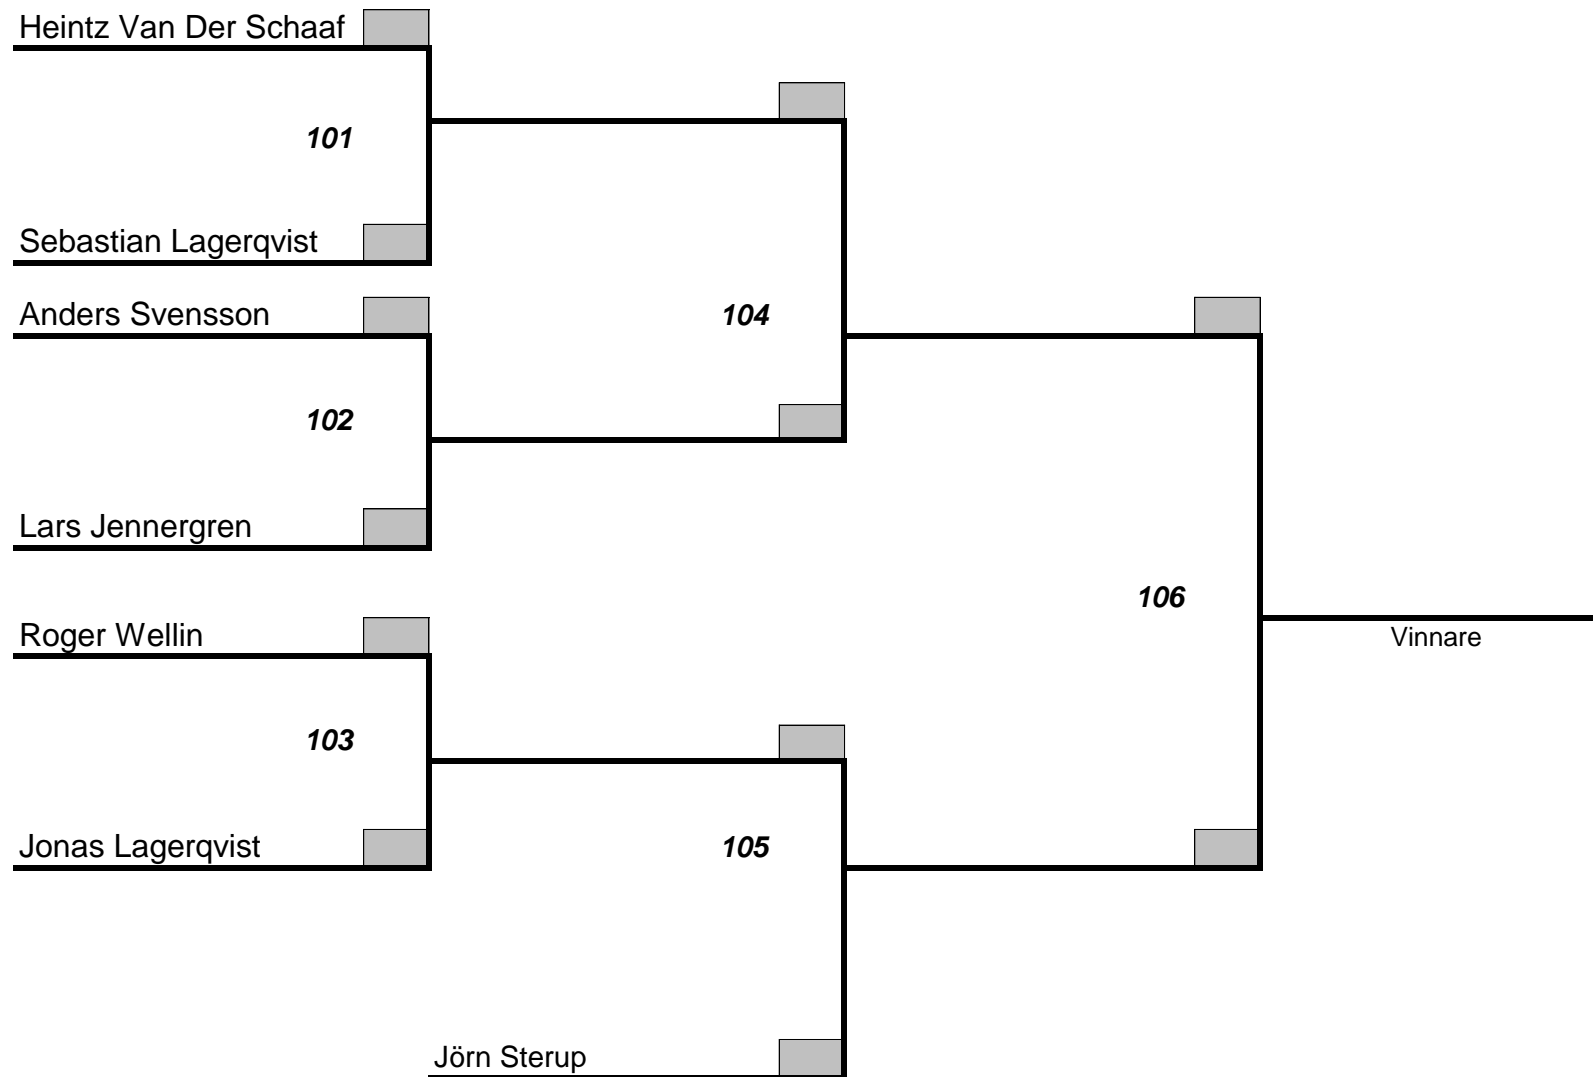 Heintz Van Der Schaaf
101
Sebastian Lagerqvist
Anders Svensson
104
102
Lars Jennergren
106
Roger Wellin
Vinnare
103
Jonas Lagerqvist
105
Jörn Sterup